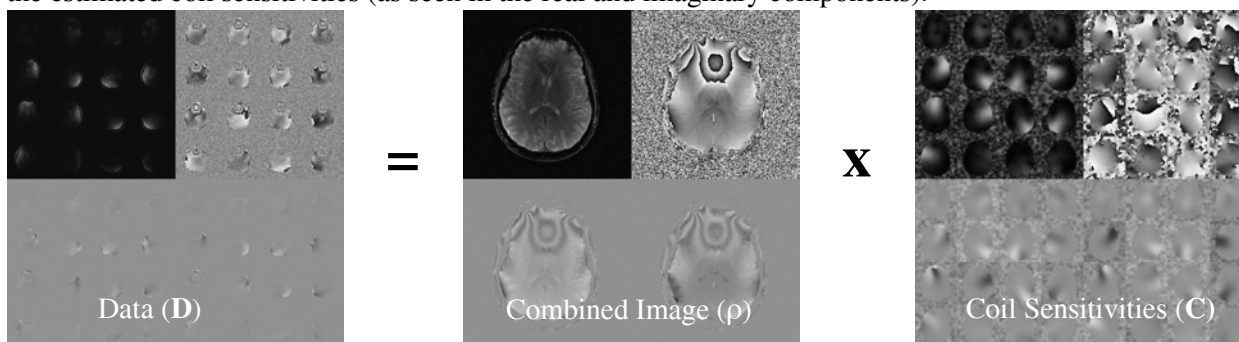 the estimated coil sensitivities (as seen in the real and imaginary components).
= x
Data (D) Combined Image (ρ) Coil Sensitivities (C)